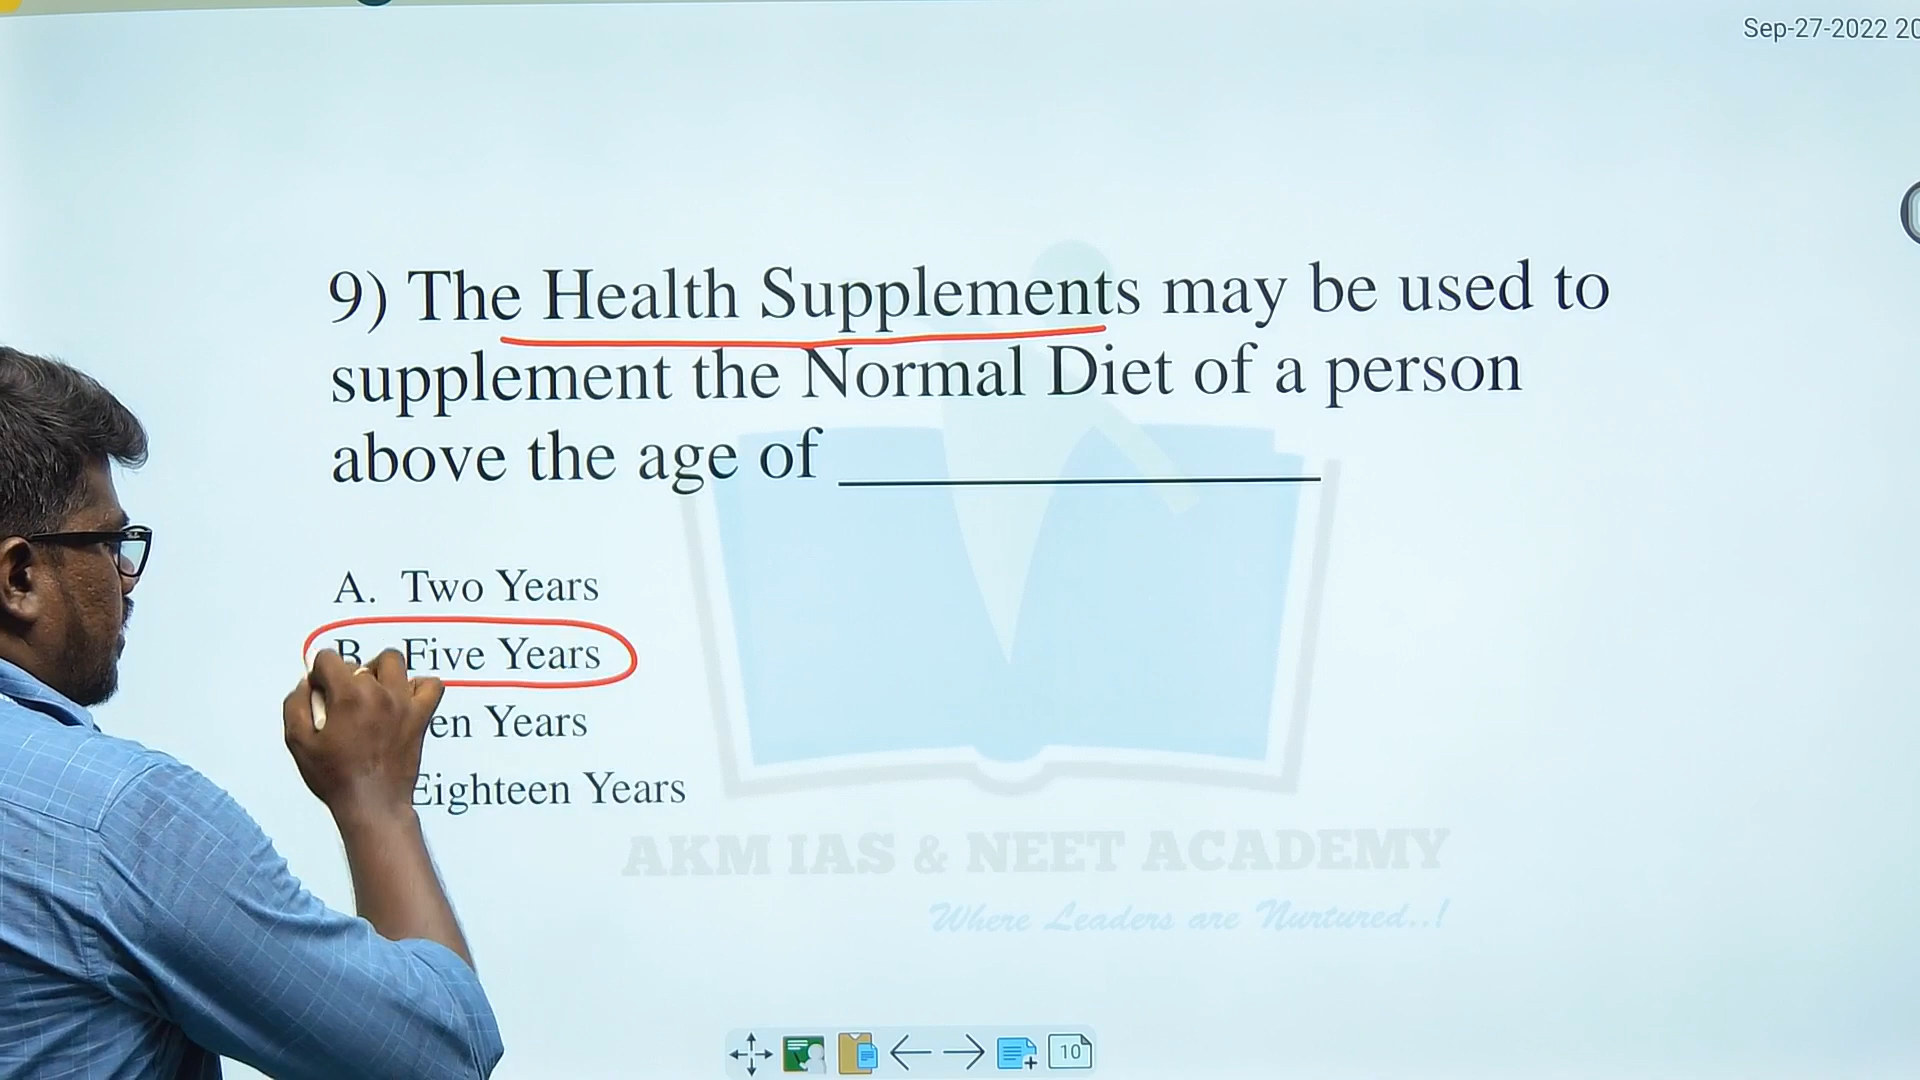 Sep-27-2022 20
9) The Health Supplements may be used to
supplement the Normal Diet of a person
above the age of
A. Two Years
B. Five Years
en Years
Eighteen Years
AKM IAS & NEET ACADEMY
Where Leaders are Nurtured..!
10